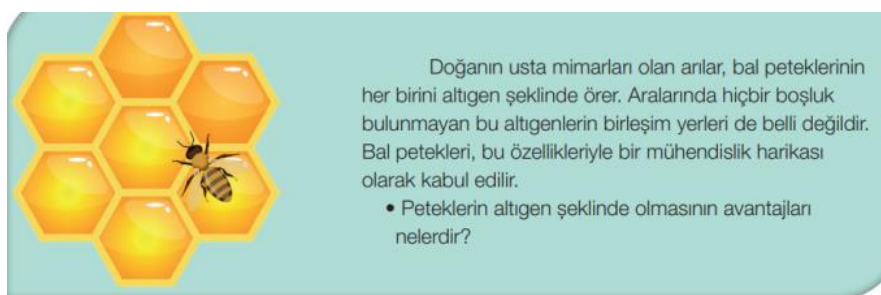 Doğanın usta mimarları olan arılar, bal peteklerinin
her birini altıgen şeklinde örer. Aralarında hiçbir boşluk
bulunmayan bu altıgenlerin birleşim yerleri de belli değildir.
Bal petekleri, bu özellikleriyle bir mühendislik harikası
olarak kabul edilir.
• Peteklerin altıgen şeklinde olmasının avantajları
nelerdir?